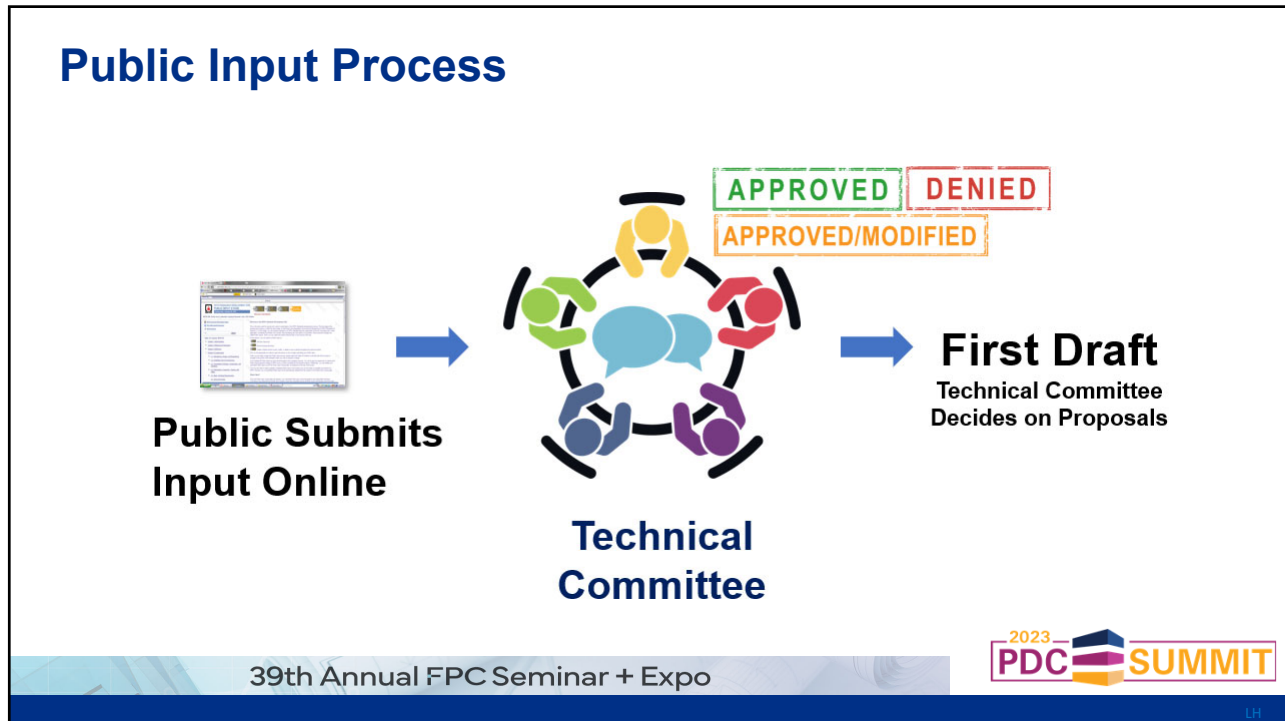 Public Input Process
APPROVED
DENIED
APPROVED/MODIFIED
Public Submits
Input Online
Technical
Committee
First Draft
Technical Committee
Decides on Proposals
39th Annual FPC Seminar + Expo
2023
PDC SUMMIT
LH